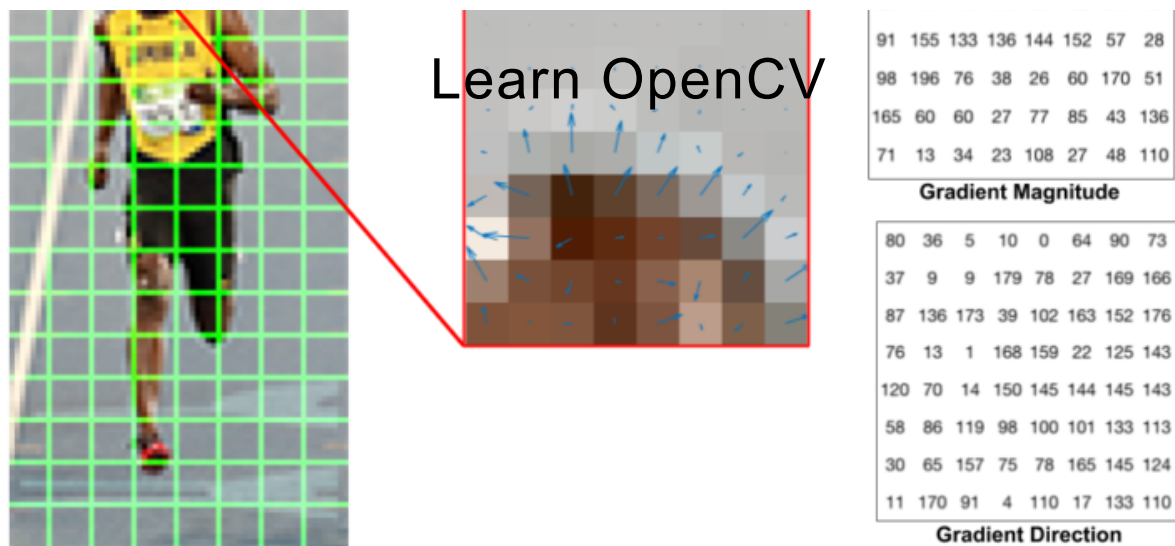 Learn OpenCV
91 155 133 136 144 152 57 28
98 196 76 38 26 60 170 51
165 60 60 27 77 85 43 136
71 13 34 23 108 27 48 110
Gradient Magnitude
80 36 5 10 0 64 90 73
37 9 9 179 78 27 169 166
87 136 173 39 102 163 152 176
76 13 1 168 159 22 125 143
120 70 14 150 145 144 145 143
58 86 119 98 100 101 133 113
30 65 157 75 78 165 145 124
11 170 91 4 110 17 133 110
Gradient Direction